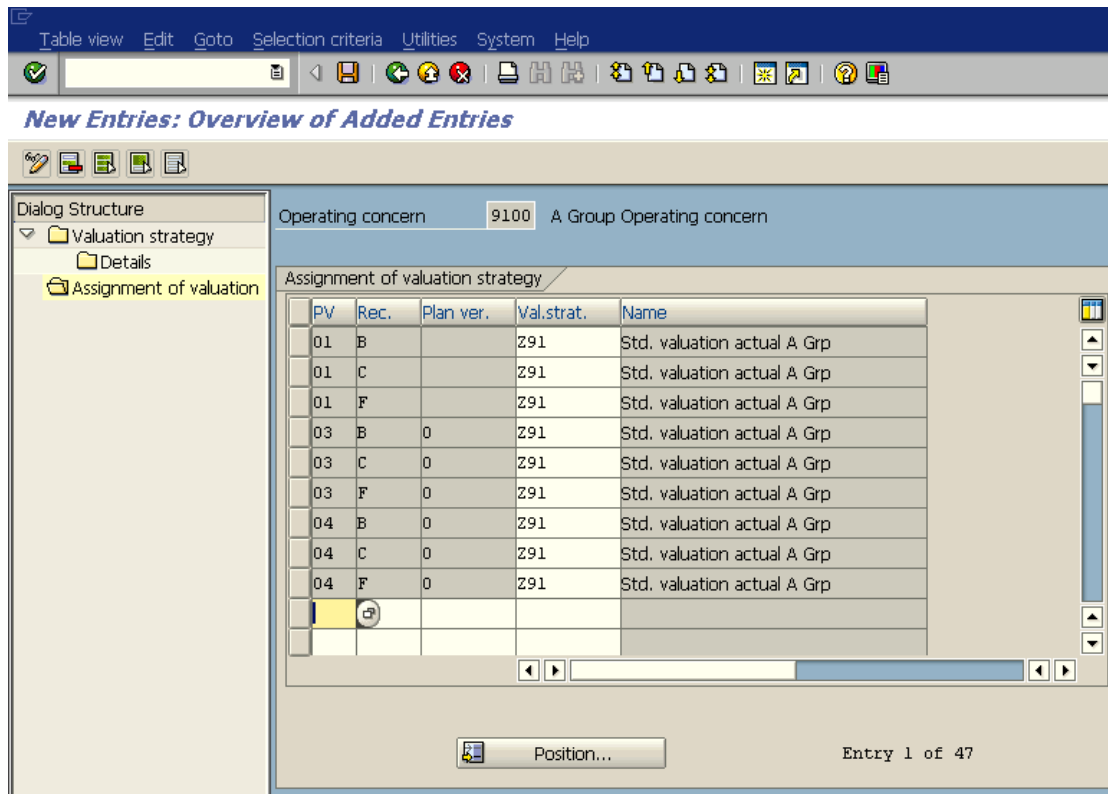 Table view Edit Goto Selection criteria Utilities System Help
New Entries: Overview of Added Entries
Dialog Structure
Valuation strategy
Details
Assignment of valuation
Operating concern 9100 A Group Operating concern
Assignment of valuation strategy
PV Rec. Plan ver. Val.strat. Name
01 B Z91 Std. valuation actual A Grp
01 C Z91 Std. valuation actual A Grp
01 F Z91 Std. valuation actual A Grp
03 B 0 Z91 Std. valuation actual A Grp
03 C 0 Z91 Std. valuation actual A Grp
03 F 0 Z91 Std. valuation actual A Grp
04 B 0 Z91 Std. valuation actual A Grp
04 C 0 Z91 Std. valuation actual A Grp
04 F 0 Z91 Std. valuation actual A Grp
Position... Entry 1 of 47